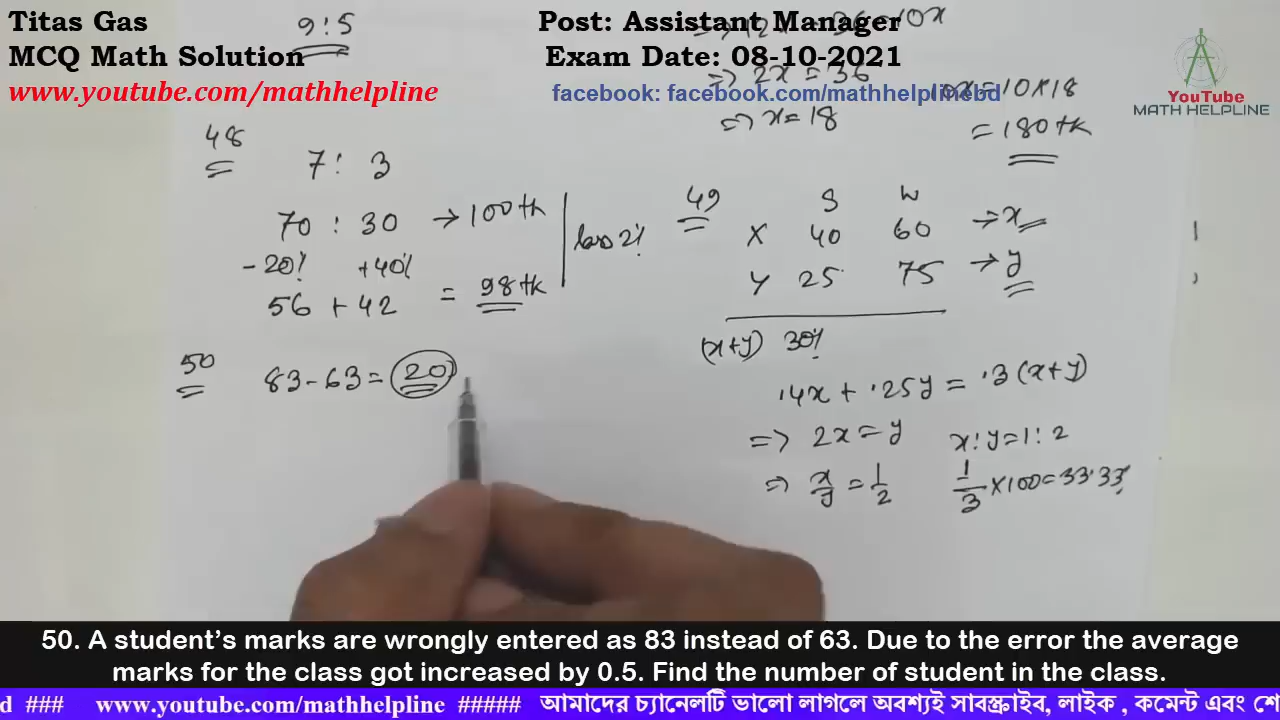 Titas Gas
Post: Assistant Manager
MCQ Math Solution
Exam Date: 08-10-2021
www.youtube.com/mathhelpline
facebook: facebook.com/mathhelplinebd
YouTube
MATH HELPLINE
9:5
⇒ 2x = 36
⇒ x = 18
= 10×18
= 180 tk
48
7 : 3
70 : 30 → 100 tk
-20% +40%
56 + 42 = 98 tk
loss 2%
49
S W
X 40 60 → x
Y 25 75 → y
(x+y) 30%
.4x + .25y = .3(x+y)
⇒ 2x = y x:y = 1:2
⇒ x/y = 1/2 1/3 × 100 = 33.33%
50
83 - 63 = 20
50. A student’s marks are wrongly entered as 83 instead of 63. Due to the error the average
marks for the class got increased by 0.5. Find the number of student in the class.
d ### www.youtube.com/mathhelpline ##### আমাদের চ্যানেলটি ভালো লাগলে অবশ্যই সাবস্ক্রাইব, লাইক , কমেন্ট এবং শে